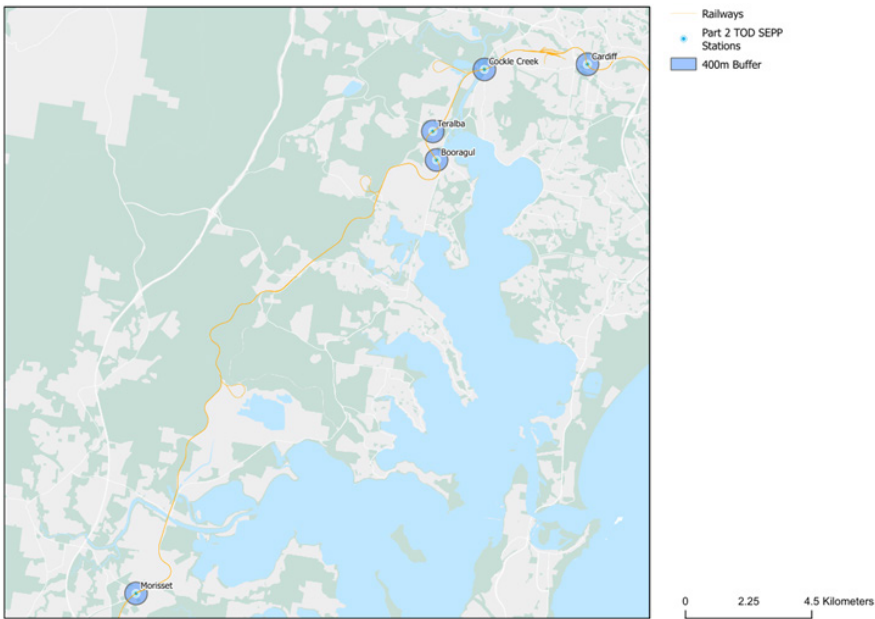 Railways
Part 2 TOD SEPP
Stations
400m Buffer
Cockle Creek
Cardiff
Teralba
Booragul
Morisset
0 2.25 4.5 Kilometers